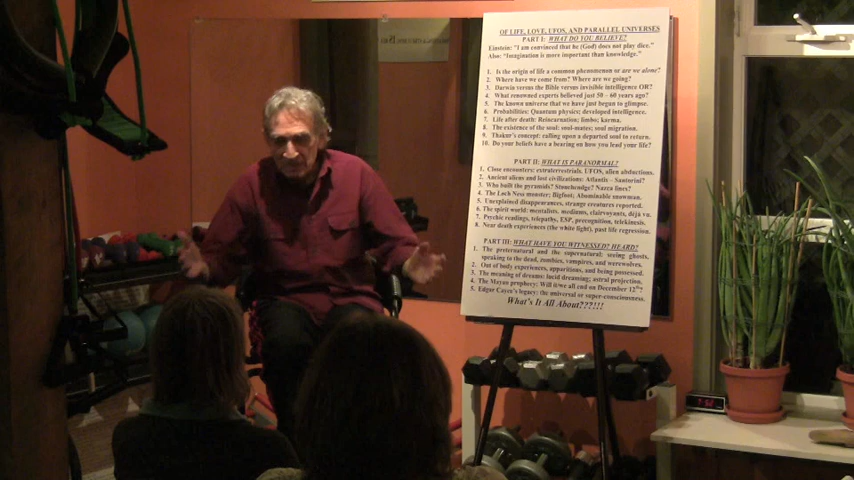 OF LIFE, LOVE, UFOS, AND PARALLEL UNIVERSES
PART I: WHAT DO YOU BELIEVE?
Einstein: "I am convinced that he (God) does not play dice."
Also: "Imagination is more important than knowledge."
1. Is the origin of life a common phenomenon or are we alone?
2. Where have we come from? Where are we going?
3. Darwin versus the Bible versus invisible intelligence OR?
4. What renowned experts believed just 50 – 60 years ago?
5. The known universe that we have just begun to glimpse.
6. Probabilities: Quantum physics; developed intelligence.
7. Life after death: Reincarnation; limbo; karma.
8. The existence of the soul: soul-mates; soul migration.
9. Thakur's concept: calling upon a departed soul to return.
10. Do your beliefs have a bearing on how you lead your life?
PART II: WHAT IS PARANORMAL?
1. Close encounters: extraterrestrials, UFOS, alien abductions.
2. Ancient aliens and lost civilizations: Atlantis – Santorini?
3. Who built the pyramids? Stonehendge? Nazca lines?
4. The Loch Ness monster; Bigfoot; Abominable snowman.
5. Unexplained disappearances, strange creatures reported.
6. The spirit world: mentalists, mediums, clairvoyants, déjà vu.
7. Psychic readings, telepathy, ESP, precognition, telekinesis.
8. Near death experiences (the white light), past life regression.
PART III: WHAT HAVE YOU WITNESSED? HEARD?
1. The preternatural and the supernatural: seeing ghosts,
speaking to the dead, zombies, vampires, and werewolves.
2. Out of body experiences, apparitions, and being possessed.
3. The meaning of dreams: lucid dreaming; astral projection.
4. The Mayan prophecy: Will it/we all end on December 12th?
5. Edgar Cayce's legacy: the universal or super-consciousness.
What's It All About???!!!